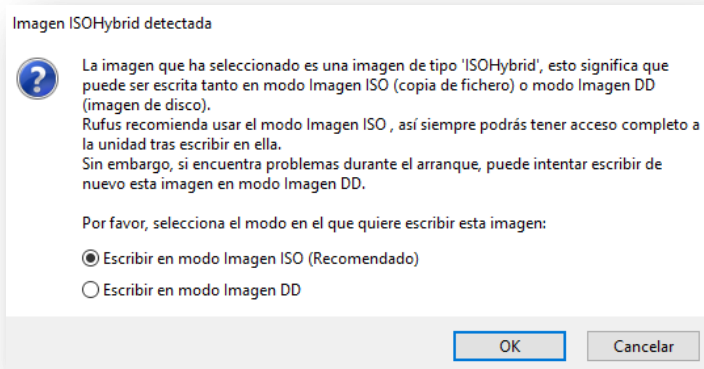 Imagen ISOHybrid detectada
La imagen que ha seleccionado es una imagen de tipo 'ISOHybrid', esto significa que
puede ser escrita tanto en modo Imagen ISO (copia de fichero) o modo Imagen DD
(imagen de disco).
Rufus recomienda usar el modo Imagen ISO , así siempre podrás tener acceso completo a
la unidad tras escribir en ella.
Sin embargo, si encuentra problemas durante el arranque, puede intentar escribir de
nuevo esta imagen en modo Imagen DD.
Por favor, selecciona el modo en el que quiere escribir esta imagen:
Escribir en modo Imagen ISO (Recomendado)
Escribir en modo Imagen DD
OK
Cancelar